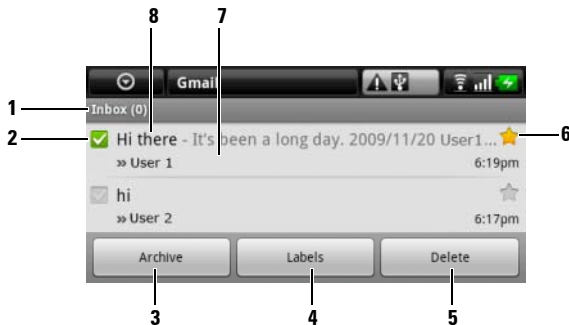 8 7
Gmail
1 Inbox (0)
2 Hi there - It's been a long day. 2009/11/20 User1... 6
» User 1 6:19pm
hi
» User 2 6:17pm
Archive Labels Delete
3 4 5